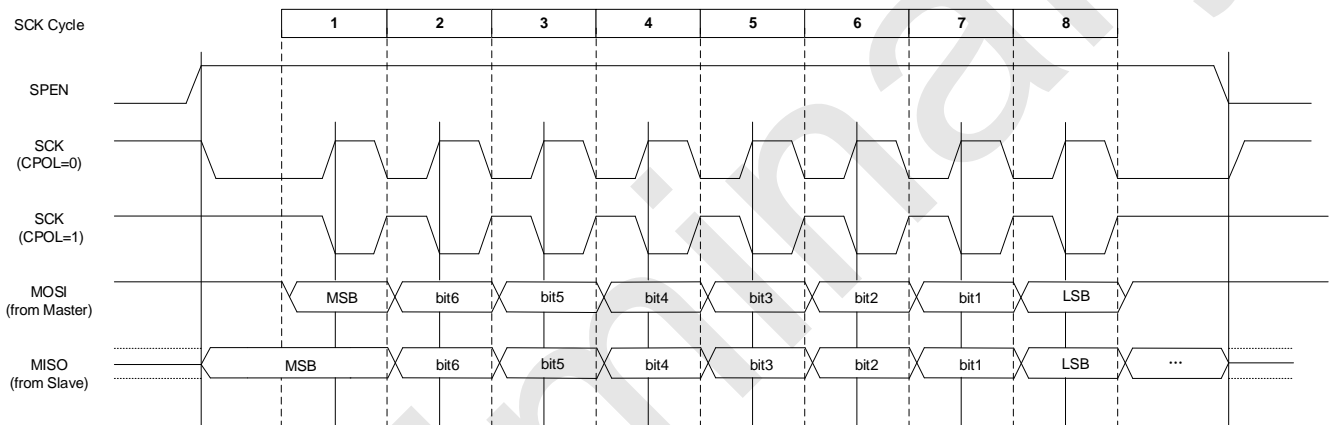 SCK Cycle 1 2 3 4 5 6 7 8
SPEN
SCK
(CPOL=0)
SCK
(CPOL=1)
MOSI
(from Master)
MSB bit6 bit5 bit4 bit3 bit2 bit1 LSB
MISO
(from Slave)
MSB bit6 bit5 bit4 bit3 bit2 bit1 LSB ...